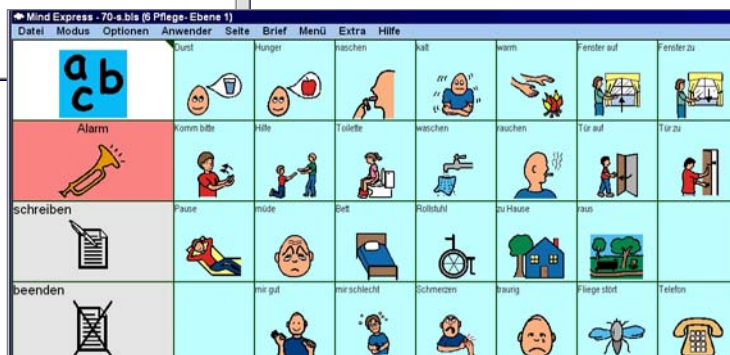 Mind Express - 70-s.bls (6 Pflege- Ebene 1)
Datei Modus Optionen Anwender Seite Brief Menü Extra Hilfe
a b c
Durst Hunger naschen kalt warm Fenster auf Fenster zu
Alarm Komm bitte Hilfe Toilette waschen rauchen Tür auf Tür zu
schreiben Pause müde Bett Rollstuhl zu Hause raus
beenden mir gut mir schlecht Schmerzen traurig Fliege stört Telefon